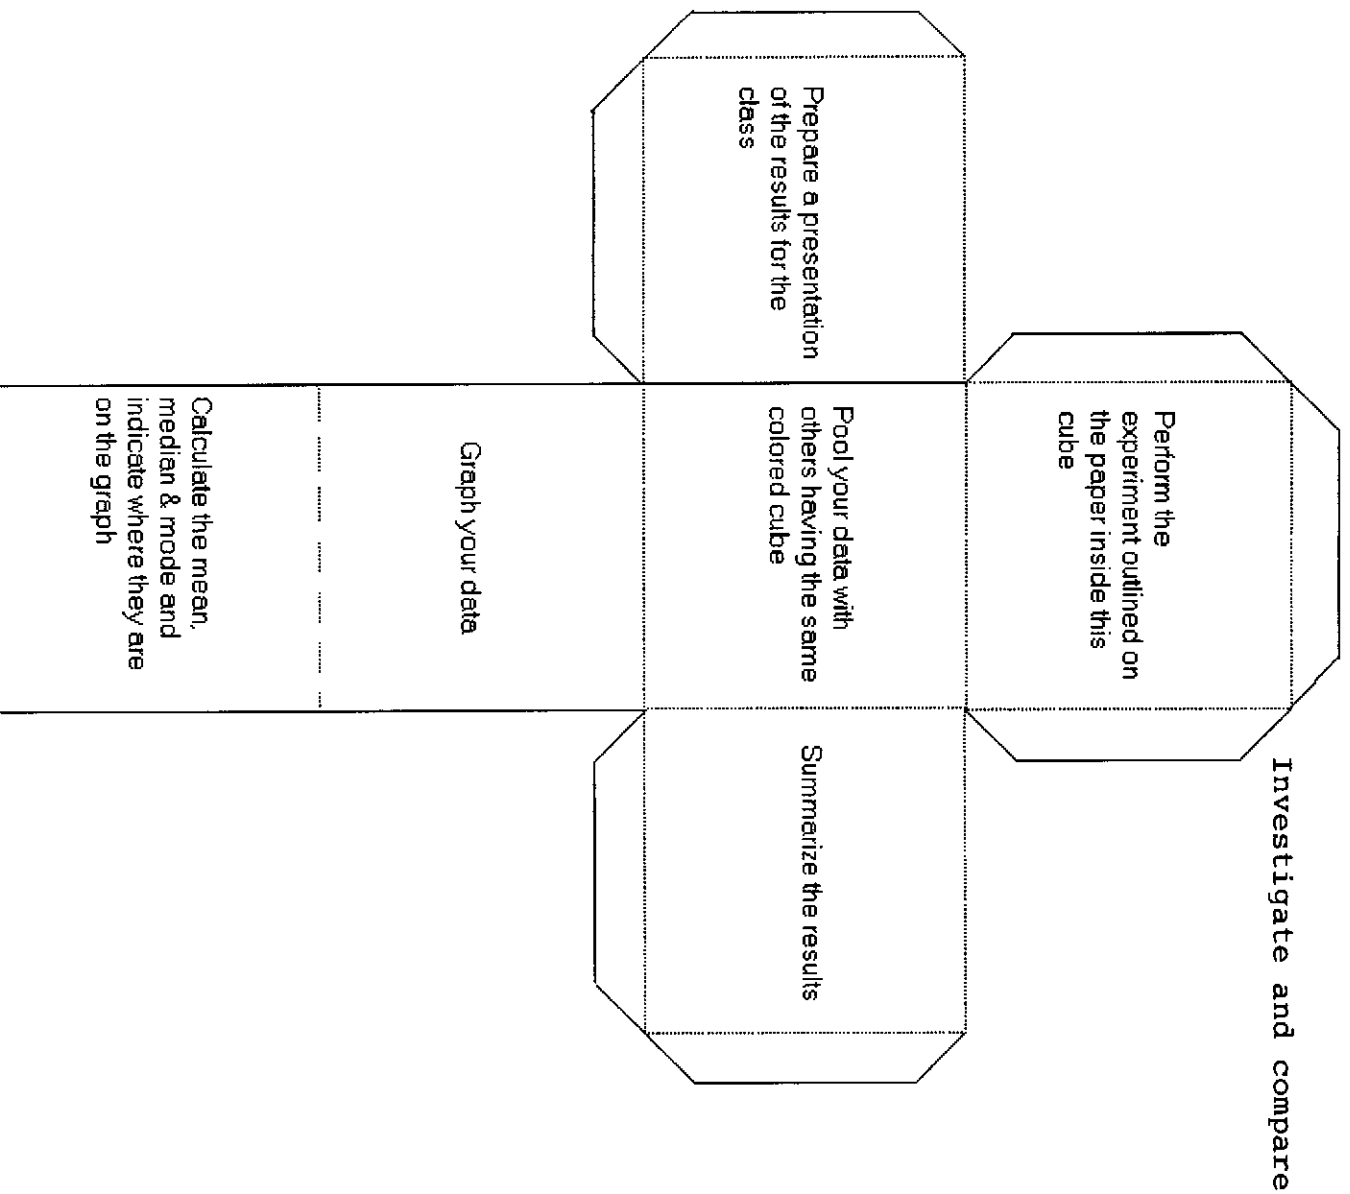 Investigate and compare
Perform the
experiment outlined on
the paper inside this
cube
Prepare a presentation
of the results for the
class
Pool your data with
others having the same
colored cube
Summarize the results
Graph your data
Calculate the mean,
median & mode and
indicate where they are
on the graph